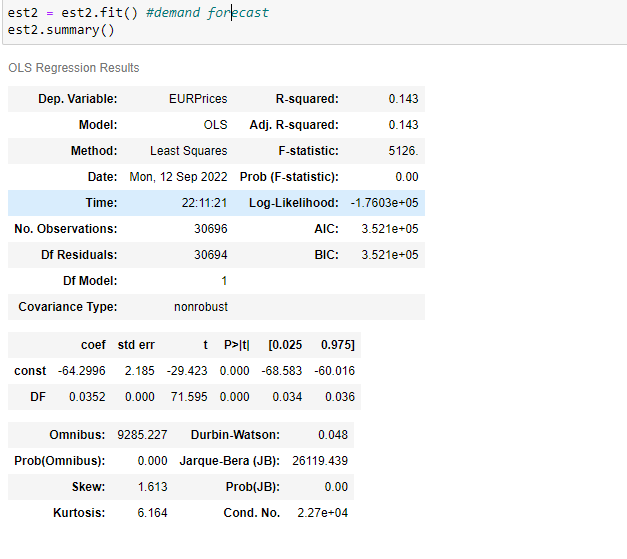 est2 = est2.fit() #demand forecast
est2.summary()
OLS Regression Results
Dep. Variable: EURPrices R-squared: 0.143
Model: OLS Adj. R-squared: 0.143
Method: Least Squares F-statistic: 5126.
Date: Mon, 12 Sep 2022 Prob (F-statistic): 0.00
Time: 22:11:21 Log-Likelihood: -1.7603e+05
No. Observations: 30696 AIC: 3.521e+05
Df Residuals: 30694 BIC: 3.521e+05
Df Model: 1
Covariance Type: nonrobust
coef std err t P>|t| [0.025 0.975]
const -64.2996 2.185 -29.423 0.000 -68.583 -60.016
DF 0.0352 0.000 71.595 0.000 0.034 0.036
Omnibus: 9285.227 Durbin-Watson: 0.048
Prob(Omnibus): 0.000 Jarque-Bera (JB): 26119.439
Skew: 1.613 Prob(JB): 0.00
Kurtosis: 6.164 Cond. No. 2.27e+04